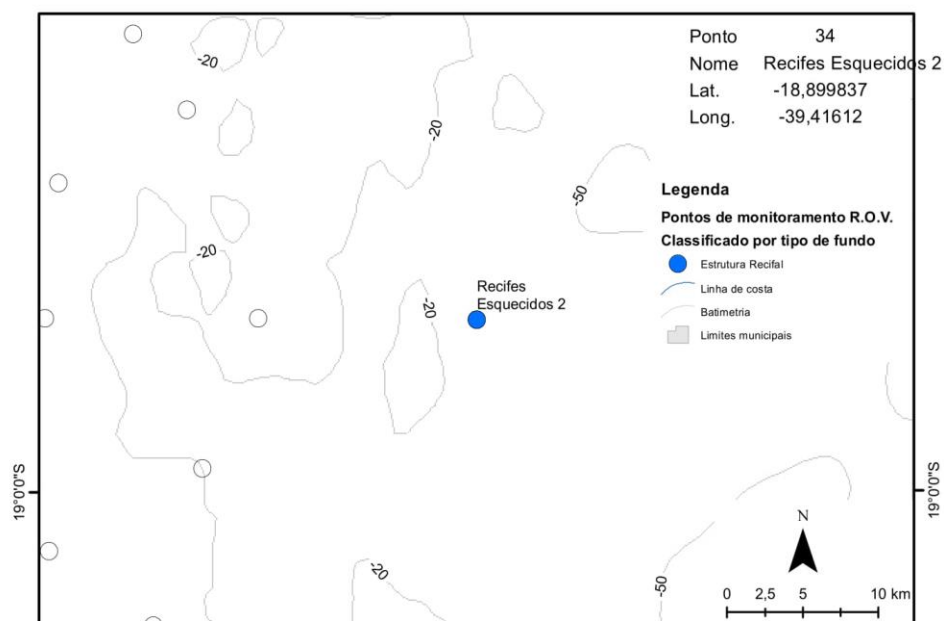 Ponto 34
Nome Recifes Esquecidos 2
Lat. -18,899837
Long. -39,41612
-20
-20
-50
-20
Legenda
Pontos de monitoramento R.O.V.
Classificado por tipo de fundo
Estrutura Recifal
Linha de costa
Batimetria
Limites municipais
Recifes
Esquecidos 2
-20
19°0'0"S
19°0'0"S
N
-20
-50
0 2,5 5 10 km